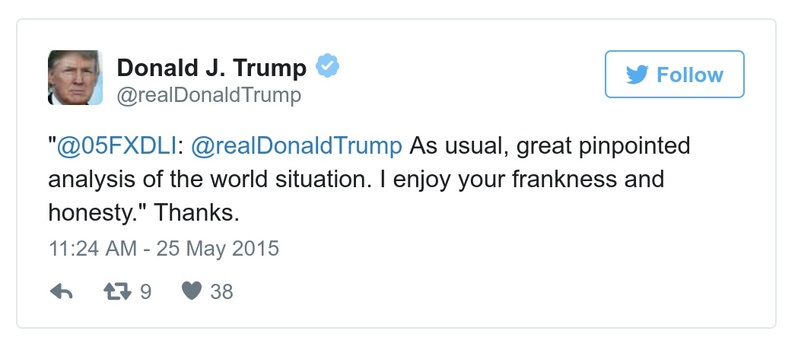 Donald J. Trump
@realDonaldTrump
Follow
"@05FXDLI: @realDonaldTrump As usual, great pinpointed
analysis of the world situation. I enjoy your frankness and
honesty." Thanks.
11:24 AM - 25 May 2015
9 38